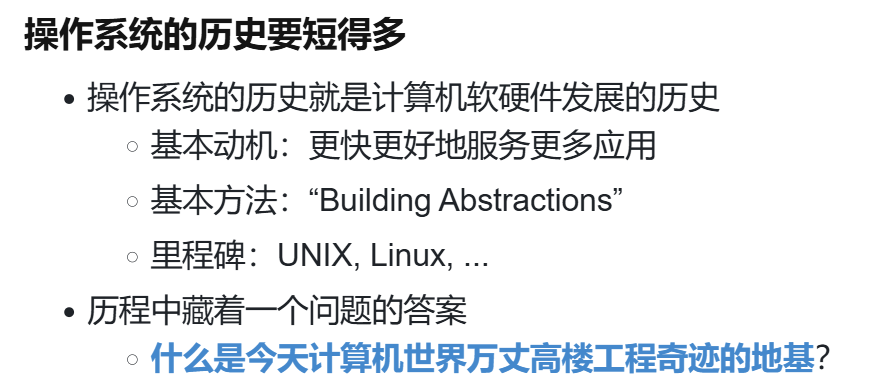 操作系统的历史要短得多
操作系统的历史就是计算机软硬件发展的历史
基本动机：更快更好地服务更多应用
基本方法：“Building Abstractions”
里程碑：UNIX, Linux, ...
历程中藏着一个问题的答案
什么是今天计算机世界万丈高楼工程奇迹的地基？